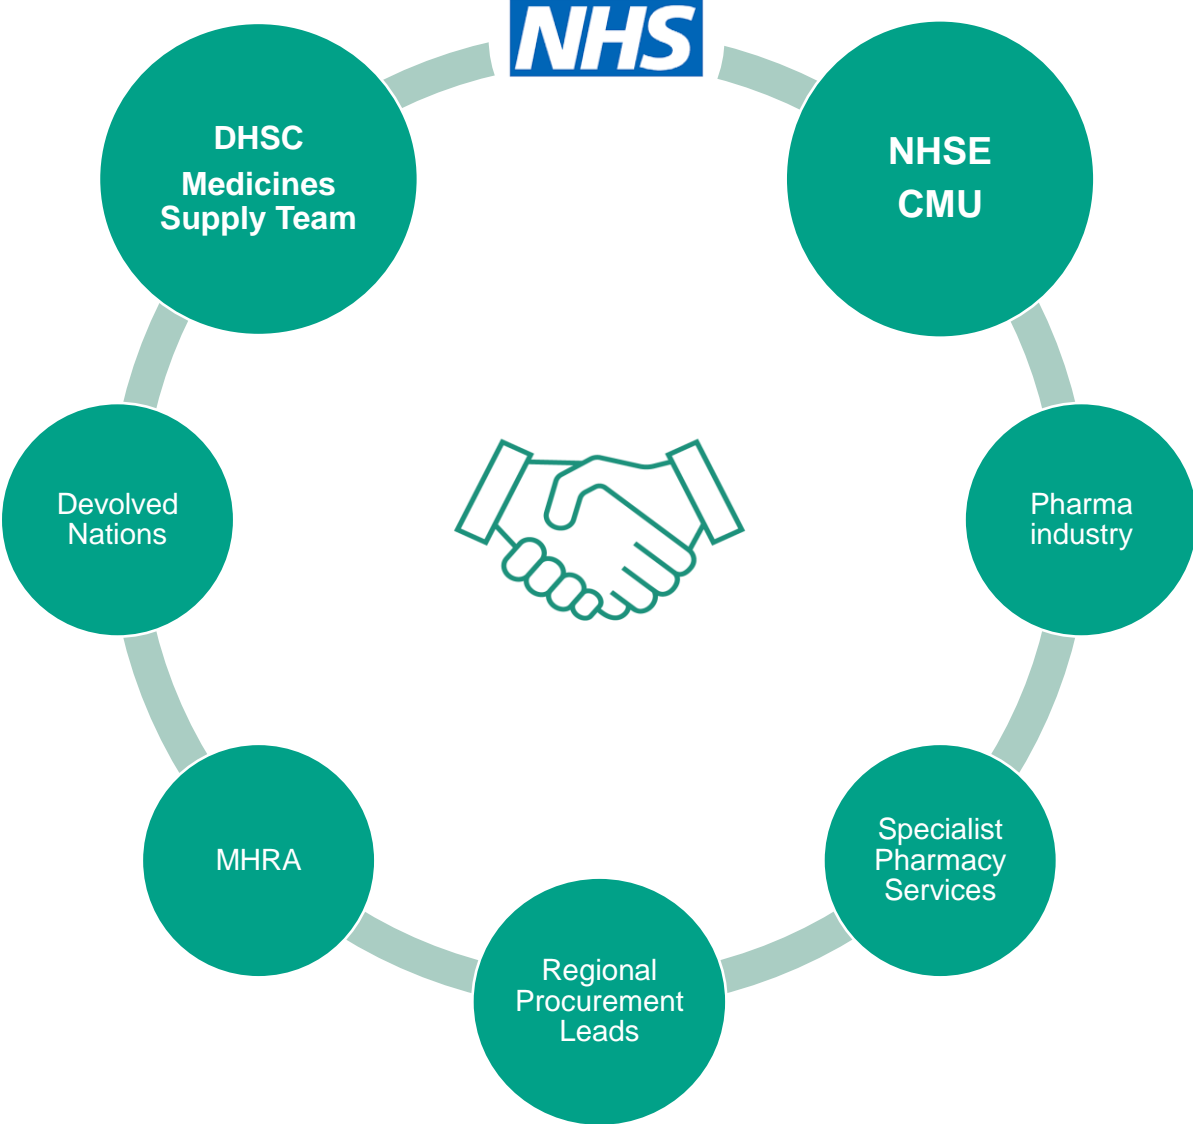 NHS
DHSC
Medicines
Supply Team
NHSE
CMU
Devolved
Nations
Pharma
industry
MHRA
Specialist
Pharmacy
Services
Regional
Procurement
Leads